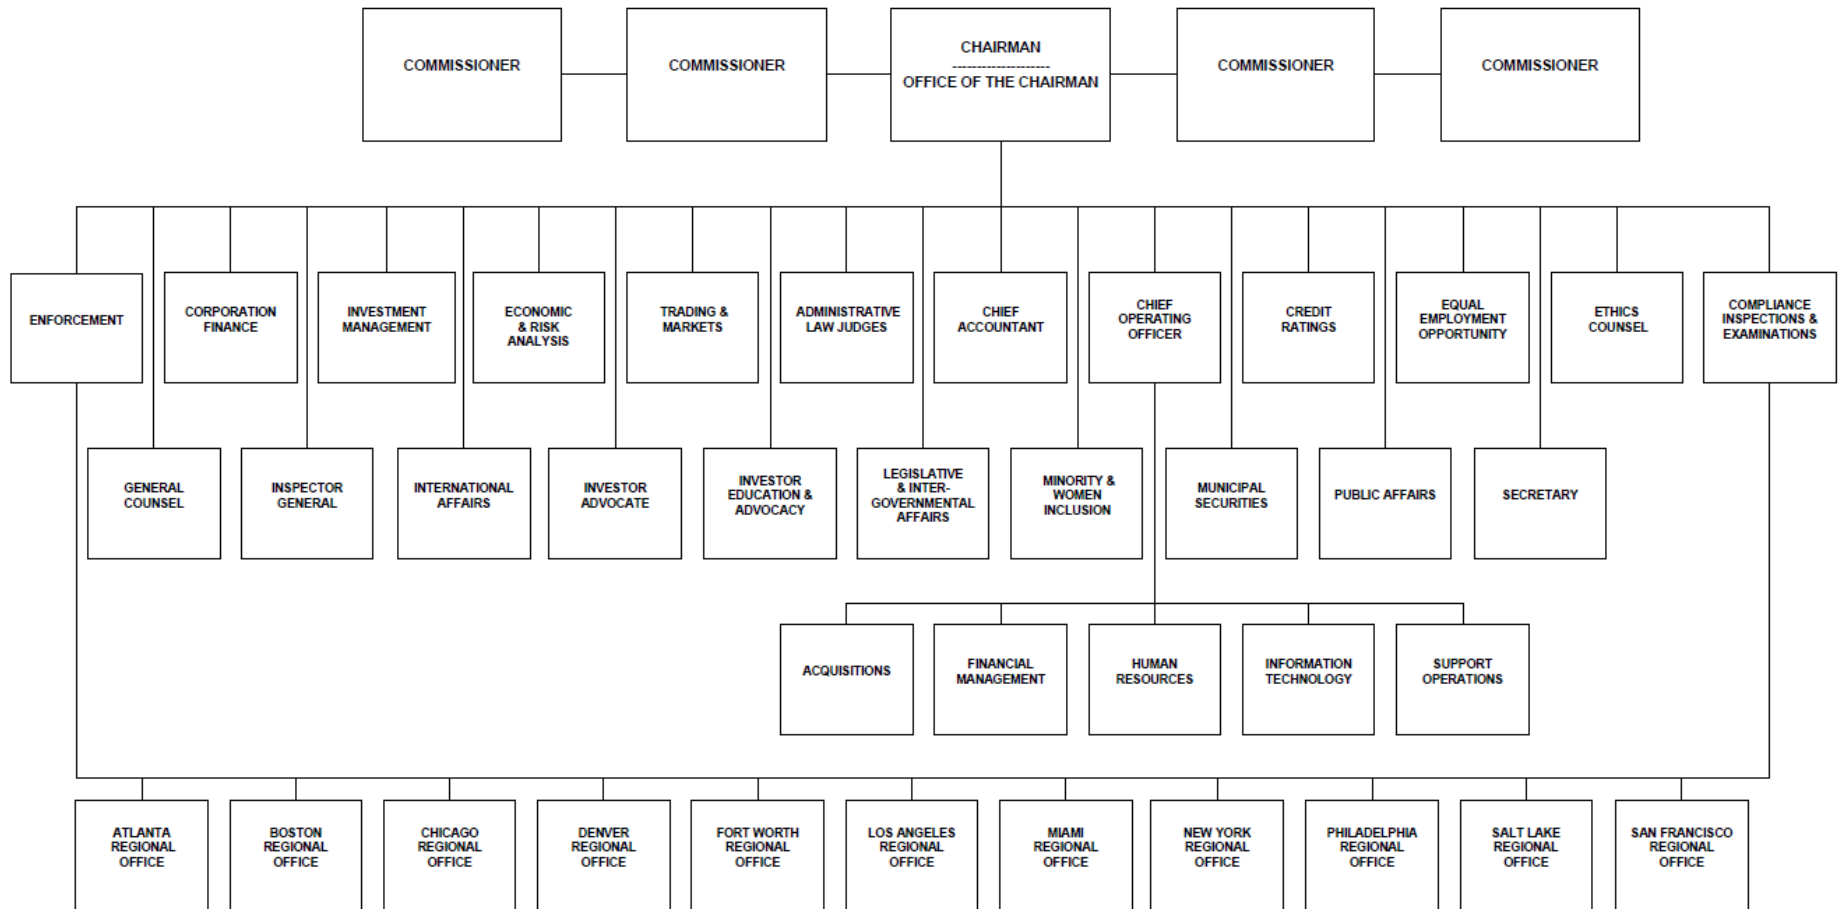 COMMISSIONER
COMMISSIONER
CHAIRMAN
--------------------
OFFICE OF THE CHAIRMAN
COMMISSIONER
COMMISSIONER
ENFORCEMENT
CORPORATION
FINANCE
INVESTMENT
MANAGEMENT
ECONOMIC
& RISK
ANALYSIS
TRADING &
MARKETS
ADMINISTRATIVE
LAW JUDGES
CHIEF
ACCOUNTANT
CHIEF
OPERATING
OFFICER
CREDIT
RATINGS
EQUAL
EMPLOYMENT
OPPORTUNITY
ETHICS
COUNSEL
COMPLIANCE
INSPECTIONS &
EXAMINATIONS
GENERAL
COUNSEL
INSPECTOR
GENERAL
INTERNATIONAL
AFFAIRS
INVESTOR
ADVOCATE
INVESTOR
EDUCATION &
ADVOCACY
LEGISLATIVE
& INTER-
GOVERNMENTAL
AFFAIRS
MINORITY &
WOMEN
INCLUSION
MUNICIPAL
SECURITIES
PUBLIC AFFAIRS
SECRETARY
ACQUISITIONS
FINANCIAL
MANAGEMENT
HUMAN
RESOURCES
INFORMATION
TECHNOLOGY
SUPPORT
OPERATIONS
ATLANTA
REGIONAL
OFFICE
BOSTON
REGIONAL
OFFICE
CHICAGO
REGIONAL
OFFICE
DENVER
REGIONAL
OFFICE
FORT WORTH
REGIONAL
OFFICE
LOS ANGELES
REGIONAL
OFFICE
MIAMI
REGIONAL
OFFICE
NEW YORK
REGIONAL
OFFICE
PHILADELPHIA
REGIONAL
OFFICE
SALT LAKE
REGIONAL
OFFICE
SAN FRANCISCO
REGIONAL
OFFICE